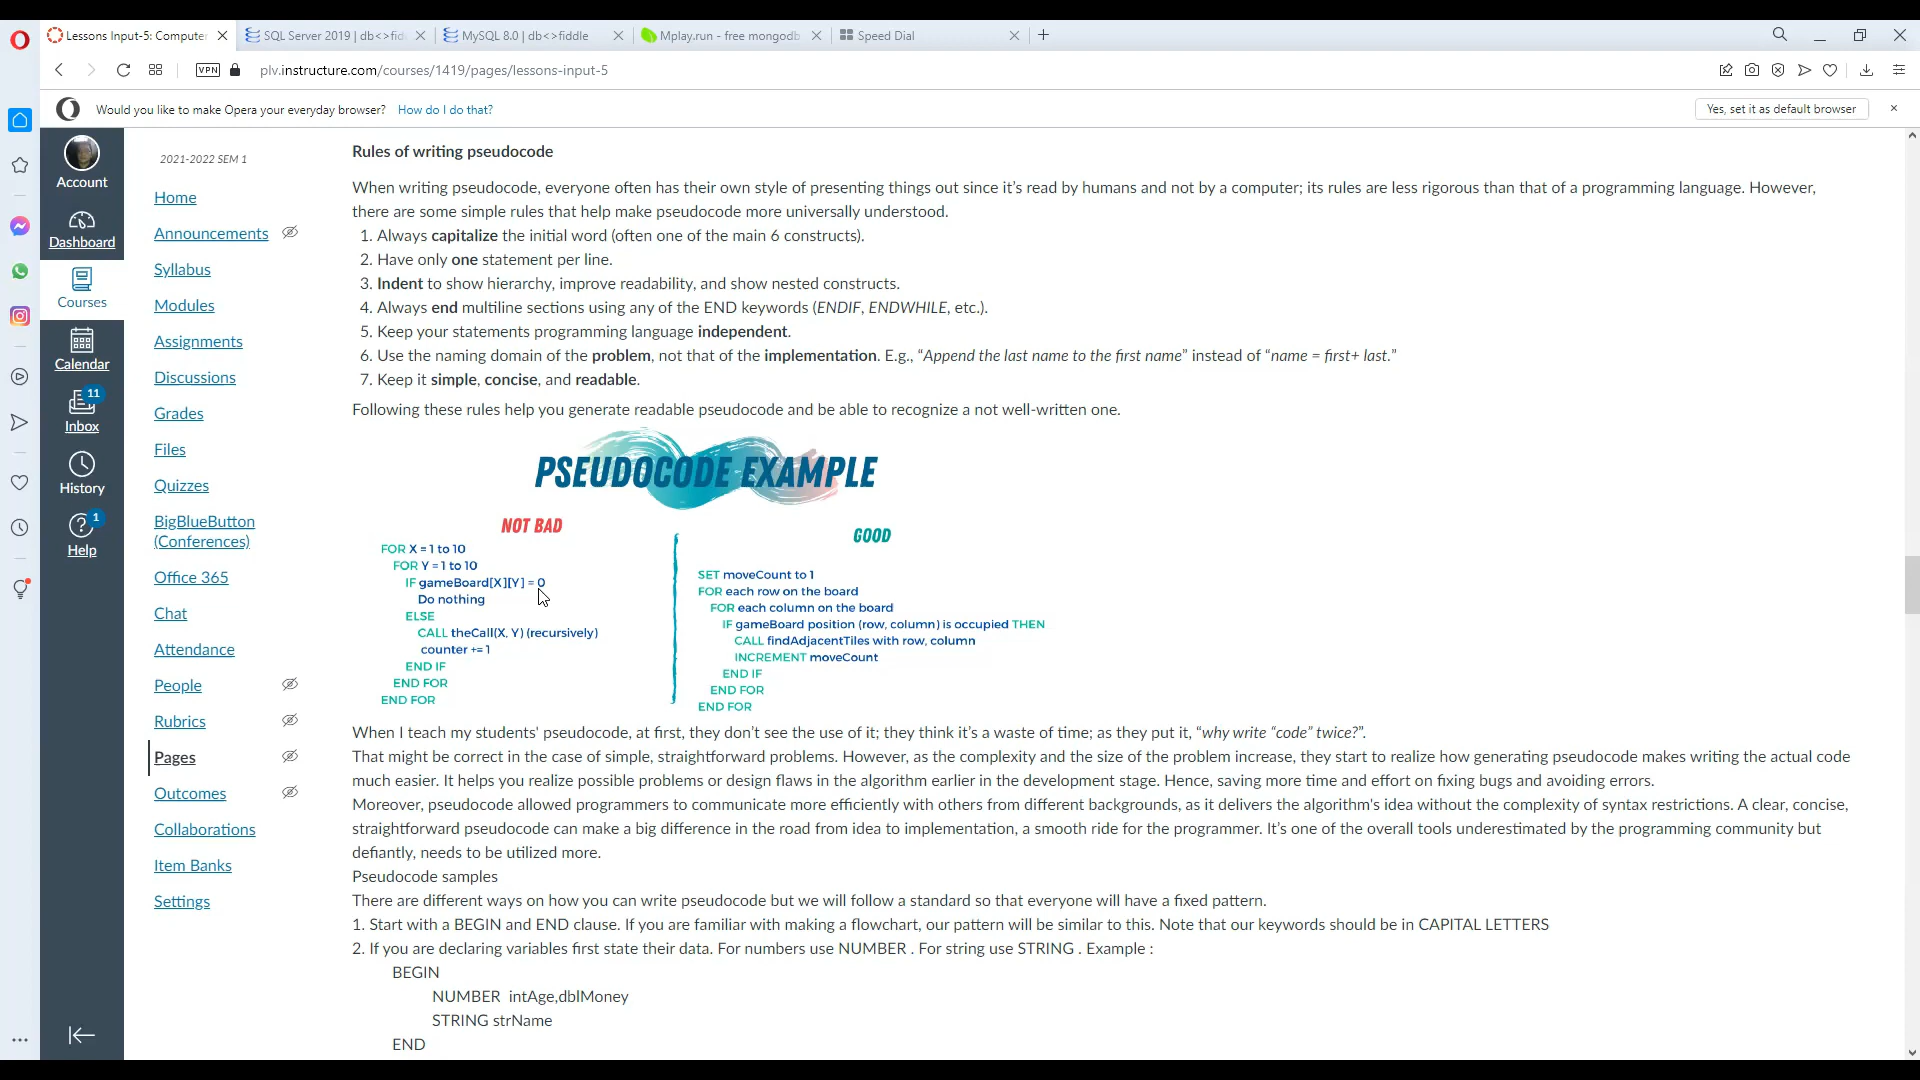 Lessons Input-5: Computer
SQL Server 2019 | db<>fid
MySQL 8.0 | db<>fiddle
Mplay.run - free mongodb
Speed Dial
VPN
plv.instructure.com/courses/1419/pages/lessons-input-5
Would you like to make Opera your everyday browser? How do I do that?
Yes, set it as default browser
Account
Dashboard
Courses
Calendar
11
Inbox
History
1
Help
2021-2022 SEM 1
Home
Announcements
Syllabus
Modules
Assignments
Discussions
Grades
Files
Quizzes
BigBlueButton
(Conferences)
Office 365
Chat
Attendance
People
Rubrics
Pages
Outcomes
Collaborations
Item Banks
Settings
Rules of writing pseudocode
When writing pseudocode, everyone often has their own style of presenting things out since it's read by humans and not by a computer; its rules are less rigorous than that of a programming language. However,
there are some simple rules that help make pseudocode more universally understood.
1. Always capitalize the initial word (often one of the main 6 constructs).
2. Have only one statement per line.
3. Indent to show hierarchy, improve readability, and show nested constructs.
4. Always end multiline sections using any of the END keywords (ENDIF, ENDWHILE, etc.).
5. Keep your statements programming language independent.
6. Use the naming domain of the problem, not that of the implementation. E.g., “Append the last name to the first name” instead of “name = first+ last.”
7. Keep it simple, concise, and readable.
Following these rules help you generate readable pseudocode and be able to recognize a not well-written one.
PSEUDOCODE EXAMPLE
NOT BAD
FOR X = 1 to 10
FOR Y = 1 to 10
IF gameBoard[X][Y] = 0
Do nothing
ELSE
CALL theCall(X, Y) (recursively)
counter += 1
END IF
END FOR
END FOR
GOOD
SET moveCount to 1
FOR each row on the board
FOR each column on the board
IF gameBoard position (row, column) is occupied THEN
CALL findAdjacentTiles with row, column
INCREMENT moveCount
END IF
END FOR
END FOR
When I teach my students' pseudocode, at first, they don't see the use of it; they think it's a waste of time; as they put it, “why write “code” twice?”.
That might be correct in the case of simple, straightforward problems. However, as the complexity and the size of the problem increase, they start to realize how generating pseudocode makes writing the actual code
much easier. It helps you realize possible problems or design flaws in the algorithm earlier in the development stage. Hence, saving more time and effort on fixing bugs and avoiding errors.
Moreover, pseudocode allowed programmers to communicate more efficiently with others from different backgrounds, as it delivers the algorithm's idea without the complexity of syntax restrictions. A clear, concise,
straightforward pseudocode can make a big difference in the road from idea to implementation, a smooth ride for the programmer. It's one of the overall tools underestimated by the programming community but
defiantly, needs to be utilized more.
Pseudocode samples
There are different ways on how you can write pseudocode but we will follow a standard so that everyone will have a fixed pattern.
1. Start with a BEGIN and END clause. If you are familiar with making a flowchart, our pattern will be similar to this. Note that our keywords should be in CAPITAL LETTERS
2. If you are declaring variables first state their data. For numbers use NUMBER . For string use STRING . Example :
BEGIN
NUMBER intAge,dblMoney
STRING strName
END